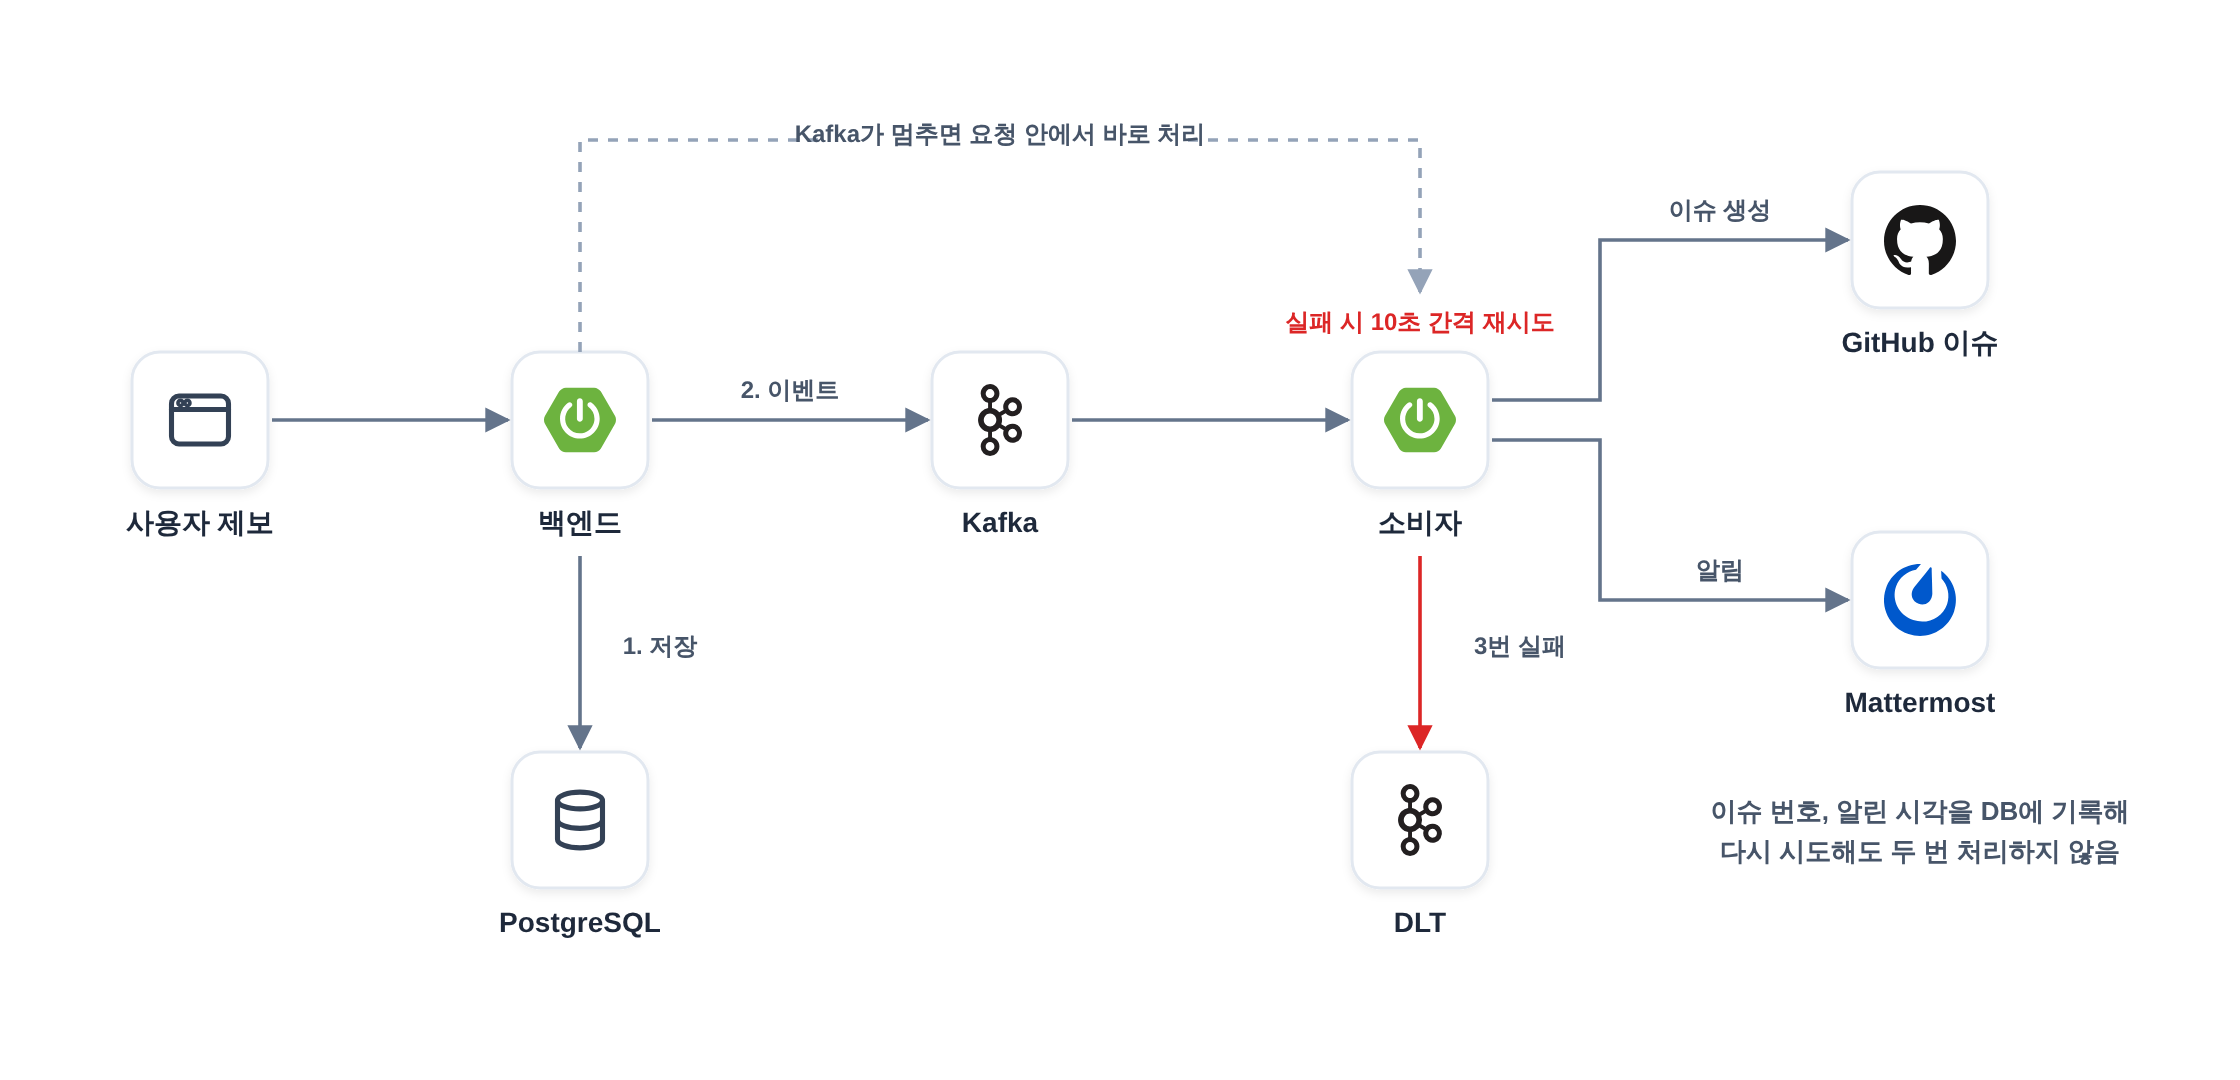 Kafka가 멈추면 요청 안에서 바로 처리
이슈 생성
실패 시 10초 간격 재시도
GitHub 이슈
2. 이벤트
사용자 제보
백엔드
Kafka
소비자
알림
1. 저장
3번 실패
Mattermost
이슈 번호, 알린 시각을 DB에 기록해
다시 시도해도 두 번 처리하지 않음
PostgreSQL
DLT